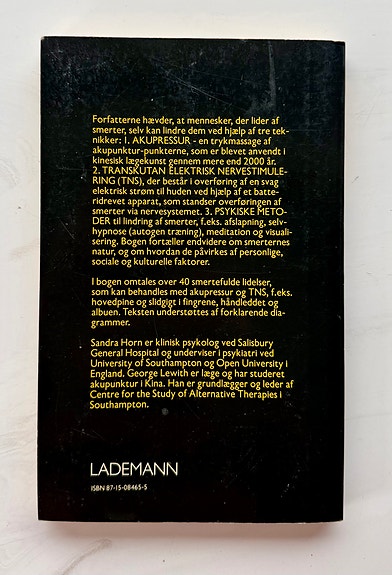 Forfatterne hævder, at mennesker, der lider af
smerter, selv kan lindre dem ved hjælp af tre tek-
nikker: 1. AKUPRESSUR - en trykmassage af
akupunktur-punkterne, som er blevet anvendt i
kinesisk lægekunst gennem mere end 2000 år.
2. TRANSKUTAN ELEKTRISK NERVESTIMULE-
RING (TNS), der består i overføring af en svag
elektrisk strøm til huden ved hjælp af et batte-
ridrevet apparat, som standser overføringen af
smerter via nervesystemet. 3. PSYKISKE METO-
DER til lindring af smerter, f.eks. afslapning, selv-
hypnose (autogen træning), meditation og visuali-
sering. Bogen fortæller endvidere om smerternes
natur, og om hvordan de påvirkes af personlige,
sociale og kulturelle faktorer.
I bogen omtales over 40 smertefulde lidelser,
som kan behandles med akupressur og TNS, f.eks.
hovedpine og slidgigt i fingrene, håndleddet og
albuen. Teksten understøttes af forklarende dia-
grammer.
Sandra Horn er klinisk psykolog ved Salisbury
General Hospital og underviser i psykiatri ved
University of Southampton og Open University i
England. George Lewith er læge og har studeret
akupunktur i Kina. Han er grundlægger og leder af
Centre for the Study of Alternative Therapies i
Southampton.
LADEMANN
ISBN 87-15-08465-5